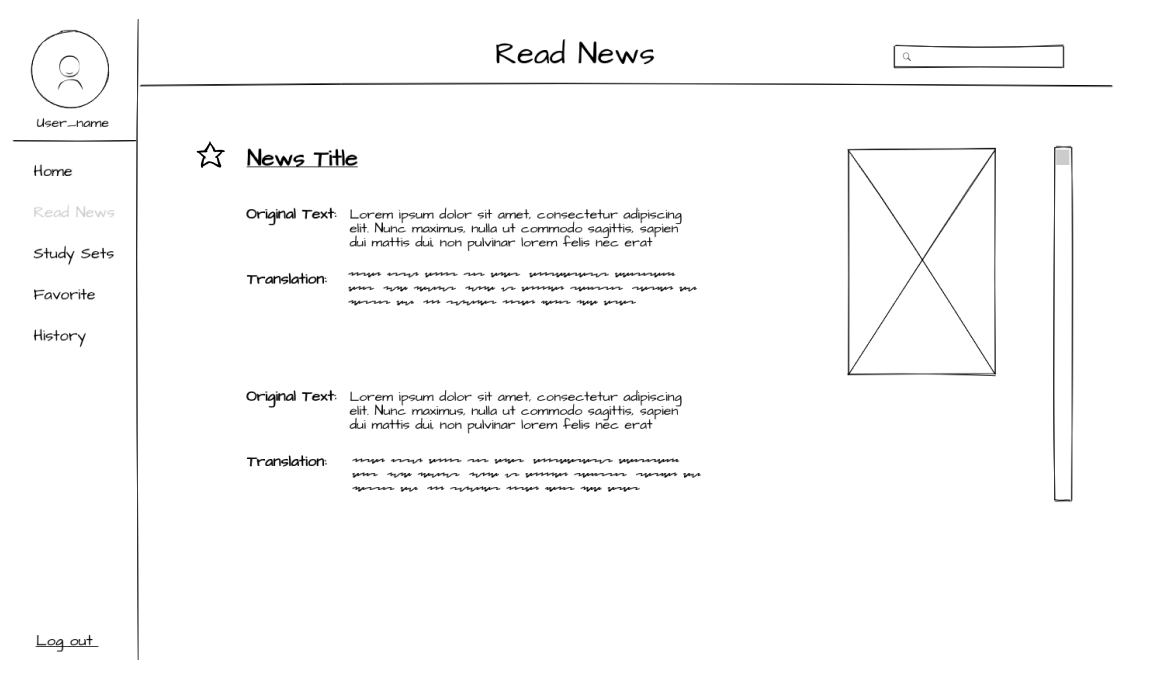 Read News
User_name
Home
Read News
Study Sets
Favorite
History
Log out
News Title
Original Text:
Lorem ipsum dolor sit amet, consectetur adipiscing
elit. Nunc maximus, nulla ut commodo sagittis, sapien
dui mattis dui, non pulvinar lorem felis nec erat
Translation:
Original Text:
Lorem ipsum dolor sit amet, consectetur adipiscing
elit. Nunc maximus, nulla ut commodo sagittis, sapien
dui mattis dui, non pulvinar lorem felis nec erat
Translation: